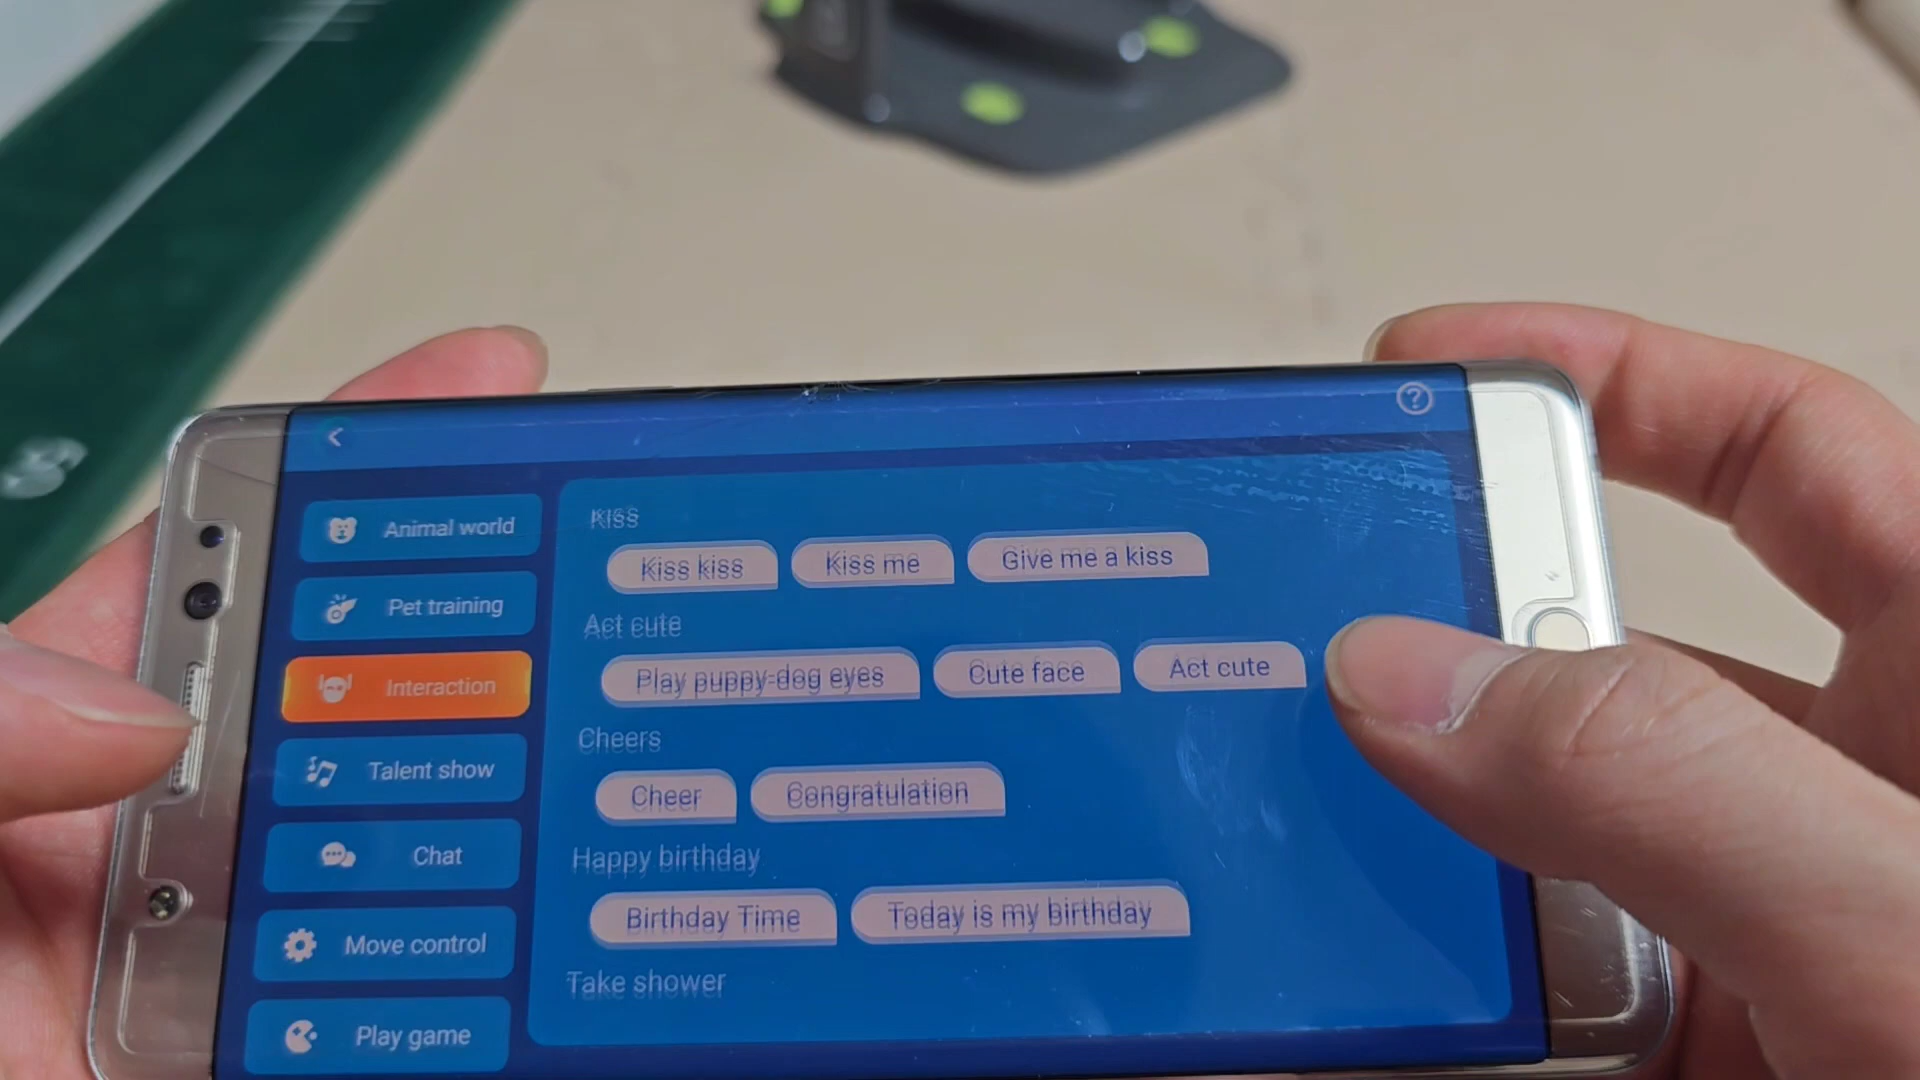 Animal world
Pet training
Interaction
Talent show
Chat
Move control
Play game
Kiss
Kiss kiss
Kiss me
Give me a kiss
Act cute
Play puppy-dog eyes
Cute face
Act cute
Cheers
Cheer
Congratulation
Happy birthday
Birthday Time
Today is my birthday
Take shower